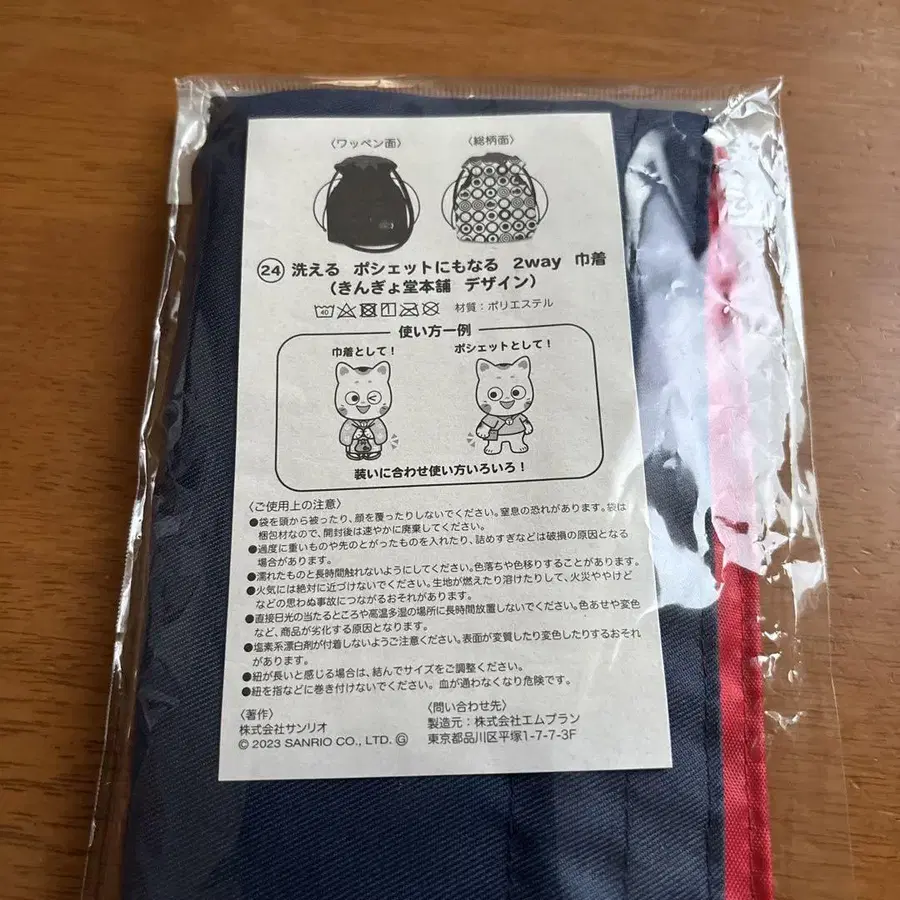 〈ワッペン面〉 〈総柄面〉
㉔ 洗える ポシェットにもなる 2way 巾着
（きんぎょ堂本舗 デザイン）
40 材質：ポリエステル
使い方一例
巾着として！ ポシェットとして！
装いに合わせ使い方いろいろ！
〈ご使用上の注意〉
●袋を頭から被ったり、顔を覆ったりしないでください。窒息の恐れがあります。袋は
梱包材なので、開封後は速やかに廃棄してください。
●過度に重いものや先のとがったものを入れたり、詰めすぎなどは破損の原因となる
場合があります。
●濡れたものと長時間触れないようにしてください。色落ちや色移りすることがあります。
●火気には絶対に近づけないでください。生地が燃えたり溶けたりして、火災ややけど
などの思わぬ事故につながるおそれがあります。
●直接日光の当たるところや高温多湿の場所に長時間放置しないでください。色あせや変色
など、商品が劣化する原因となります。
●塩素系漂白剤が付着しないようご注意ください。表面が変質したり変色したりするおそれ
があります。
●紐が長いと感じる場合は、結んでサイズをご調整ください。
●紐を指などに巻き付けないでください。血が通わなくなり危険です。
〈著作〉 〈問い合わせ先〉
株式会社サンリオ 製造元：株式会社エムプラン
© 2023 SANRIO CO., LTD. Ⓖ 東京都品川区平塚1-7-7-3F